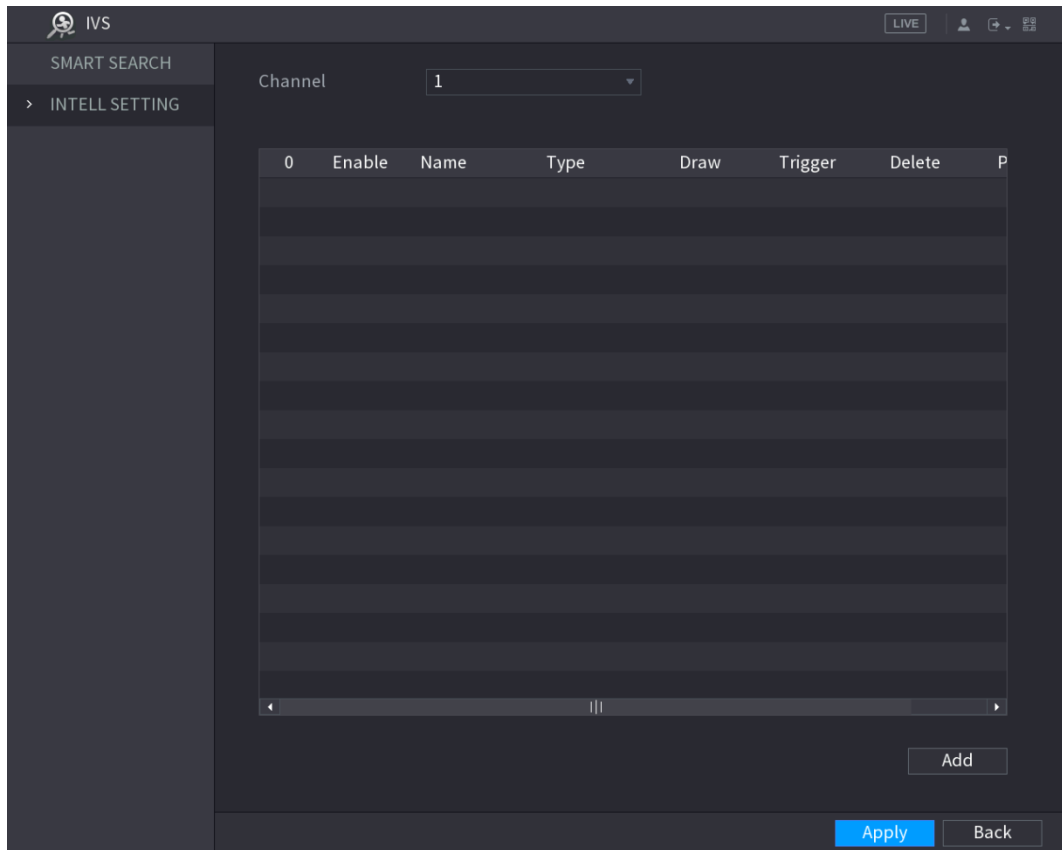 IVS
LIVE
SMART SEARCH
INTELL SETTING
Channel 1
0 Enable Name Type Draw Trigger Delete P
Add
Apply Back